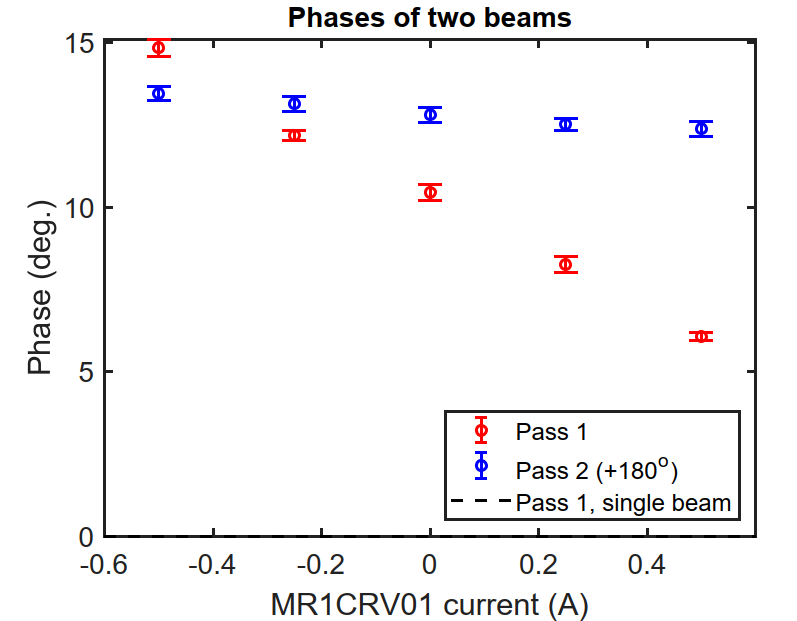 Phases of two beams
15
10
5
0
Phase (deg.)
-0.6
-0.4
-0.2
0
0.2
0.4
MR1CRV01 current (A)
Pass 1
Pass 2 (+180°)
Pass 1, single beam